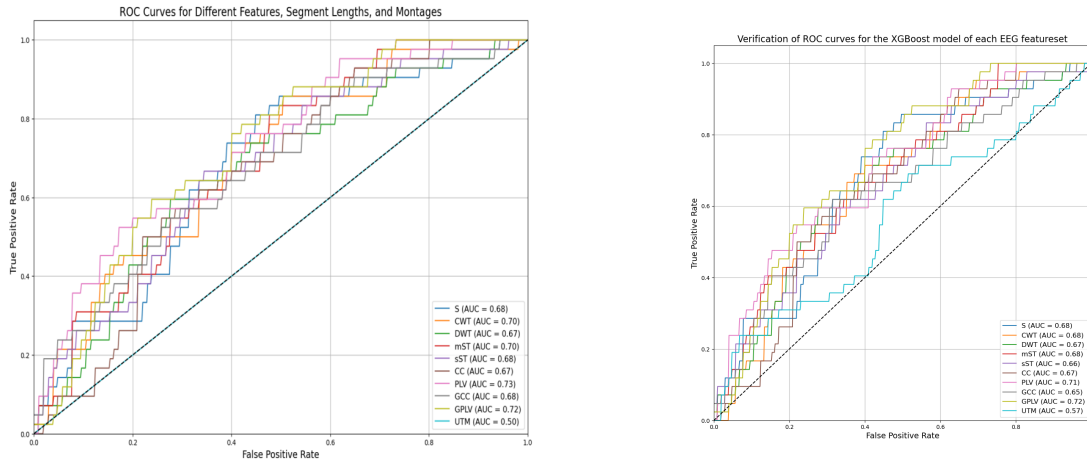 ROC Curves for Different Features, Segment Lengths, and Montages
True Positive Rate
1.0
0.8
0.6
0.4
0.2
0.0
0.0 0.2 0.4 0.6 0.8 1.0
False Positive Rate
S (AUC = 0.68)
CWT (AUC = 0.70)
DWT (AUC = 0.67)
mST (AUC = 0.70)
sST (AUC = 0.68)
CC (AUC = 0.67)
PLV (AUC = 0.73)
GCC (AUC = 0.68)
GPLV (AUC = 0.72)
UTM (AUC = 0.50)
Verification of ROC curves for the XGBoost model of each EEG featureset
True Positive Rate
1.0
0.8
0.6
0.4
0.2
0.0
0.0 0.2 0.4 0.6 0.8
False Positive Rate
S (AUC = 0.68)
CWT (AUC = 0.68)
DWT (AUC = 0.67)
mST (AUC = 0.68)
sST (AUC = 0.66)
CC (AUC = 0.67)
PLV (AUC = 0.71)
GCC (AUC = 0.65)
GPLV (AUC = 0.72)
UTM (AUC = 0.57)